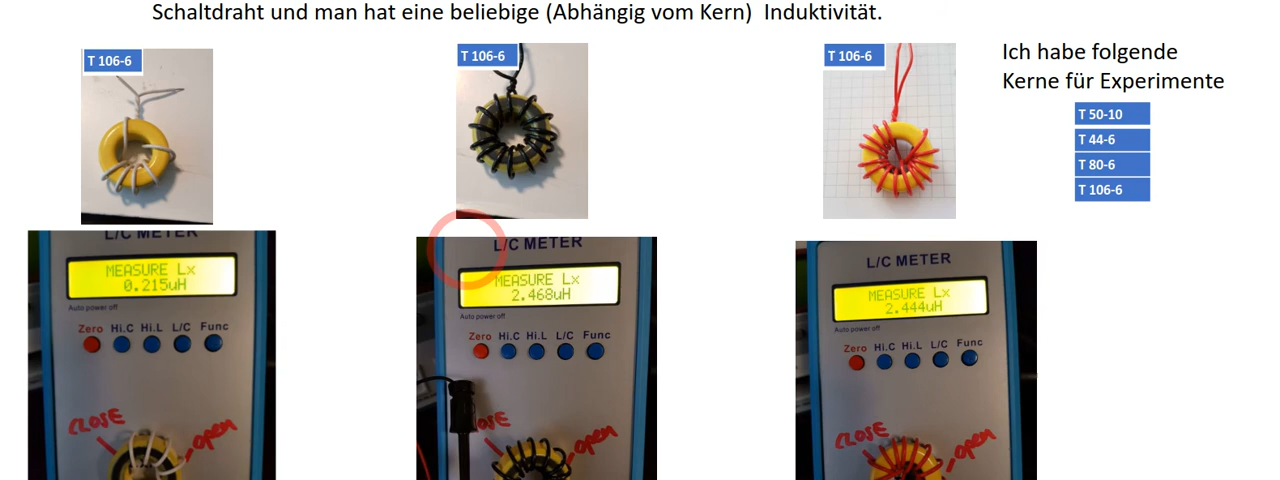 Schaltdraht und man hat eine beliebige (Abhängig vom Kern) Induktivität.
T 106-6
T 106-6
T 106-6
Ich habe folgende
Kerne für Experimente
T 50-10
T 44-6
T 80-6
T 106-6
L/C METER
MEASURE Lx
0.215uH
Auto power off
Zero Hi.C Hi.L L/C Func
CLOSE
open
L/C METER
MEASURE Lx
2.468uH
Auto power off
Zero Hi.C Hi.L L/C Func
open
L/C METER
MEASURE Lx
2.444uH
Auto power off
Zero Hi.C Hi.L L/C Func
CLOSE
open